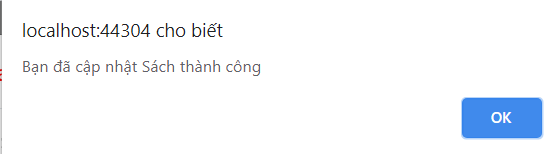 localhost:44304 cho biết
Bạn đã cập nhật Sách thành công
OK